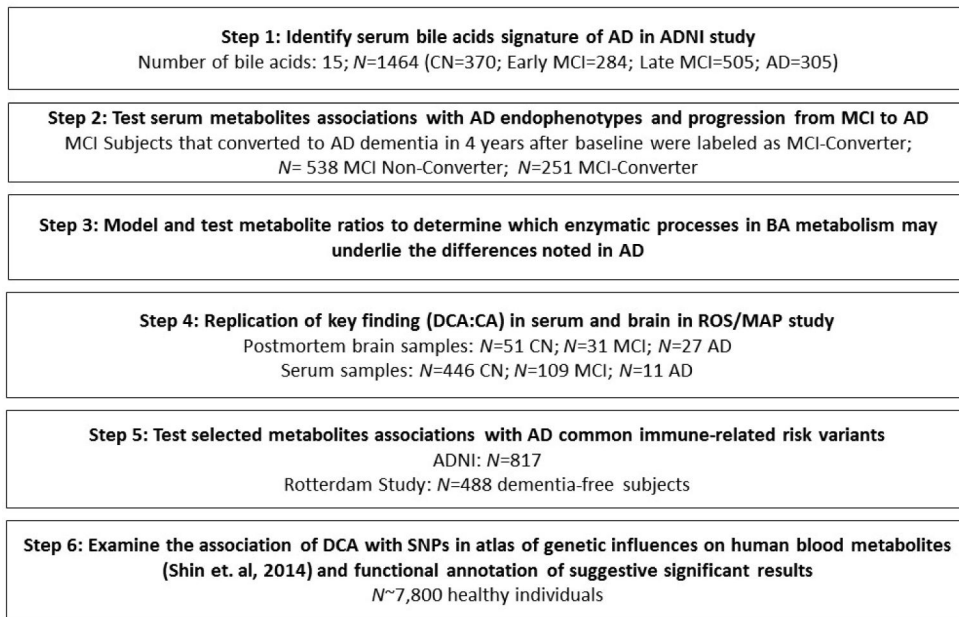 Step 1: Identify serum bile acids signature of AD in ADNI study
Number of bile acids: 15; N=1464 (CN=370; Early MCI=284; Late MCI=505; AD=305)
Step 2: Test serum metabolites associations with AD endophenotypes and progression from MCI to AD
MCI Subjects that converted to AD dementia in 4 years after baseline were labeled as MCI-Converter;
N= 538 MCI Non-Converter; N=251 MCI-Converter
Step 3: Model and test metabolite ratios to determine which enzymatic processes in BA metabolism may
underlie the differences noted in AD
Step 4: Replication of key finding (DCA:CA) in serum and brain in ROS/MAP study
Postmortem brain samples: N=51 CN; N=31 MCI; N=27 AD
Serum samples: N=446 CN; N=109 MCI; N=11 AD
Step 5: Test selected metabolites associations with AD common immune-related risk variants
ADNI: N=817
Rotterdam Study: N=488 dementia-free subjects
Step 6: Examine the association of DCA with SNPs in atlas of genetic influences on human blood metabolites
(Shin et. al, 2014) and functional annotation of suggestive significant results
N~7,800 healthy individuals